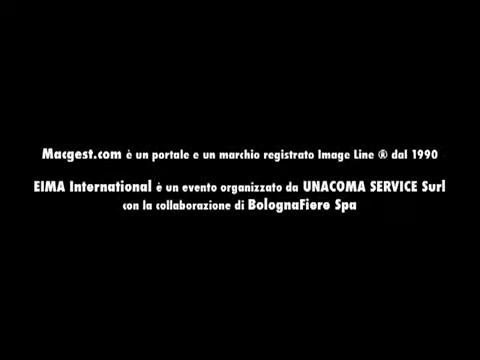 Macgest.com è un portale e un marchio registrato Image Line ® dal 1990
EIMA International è un evento organizzato da UNACOMA SERVICE Surl
con la collaborazione di BolognaFiere Spa